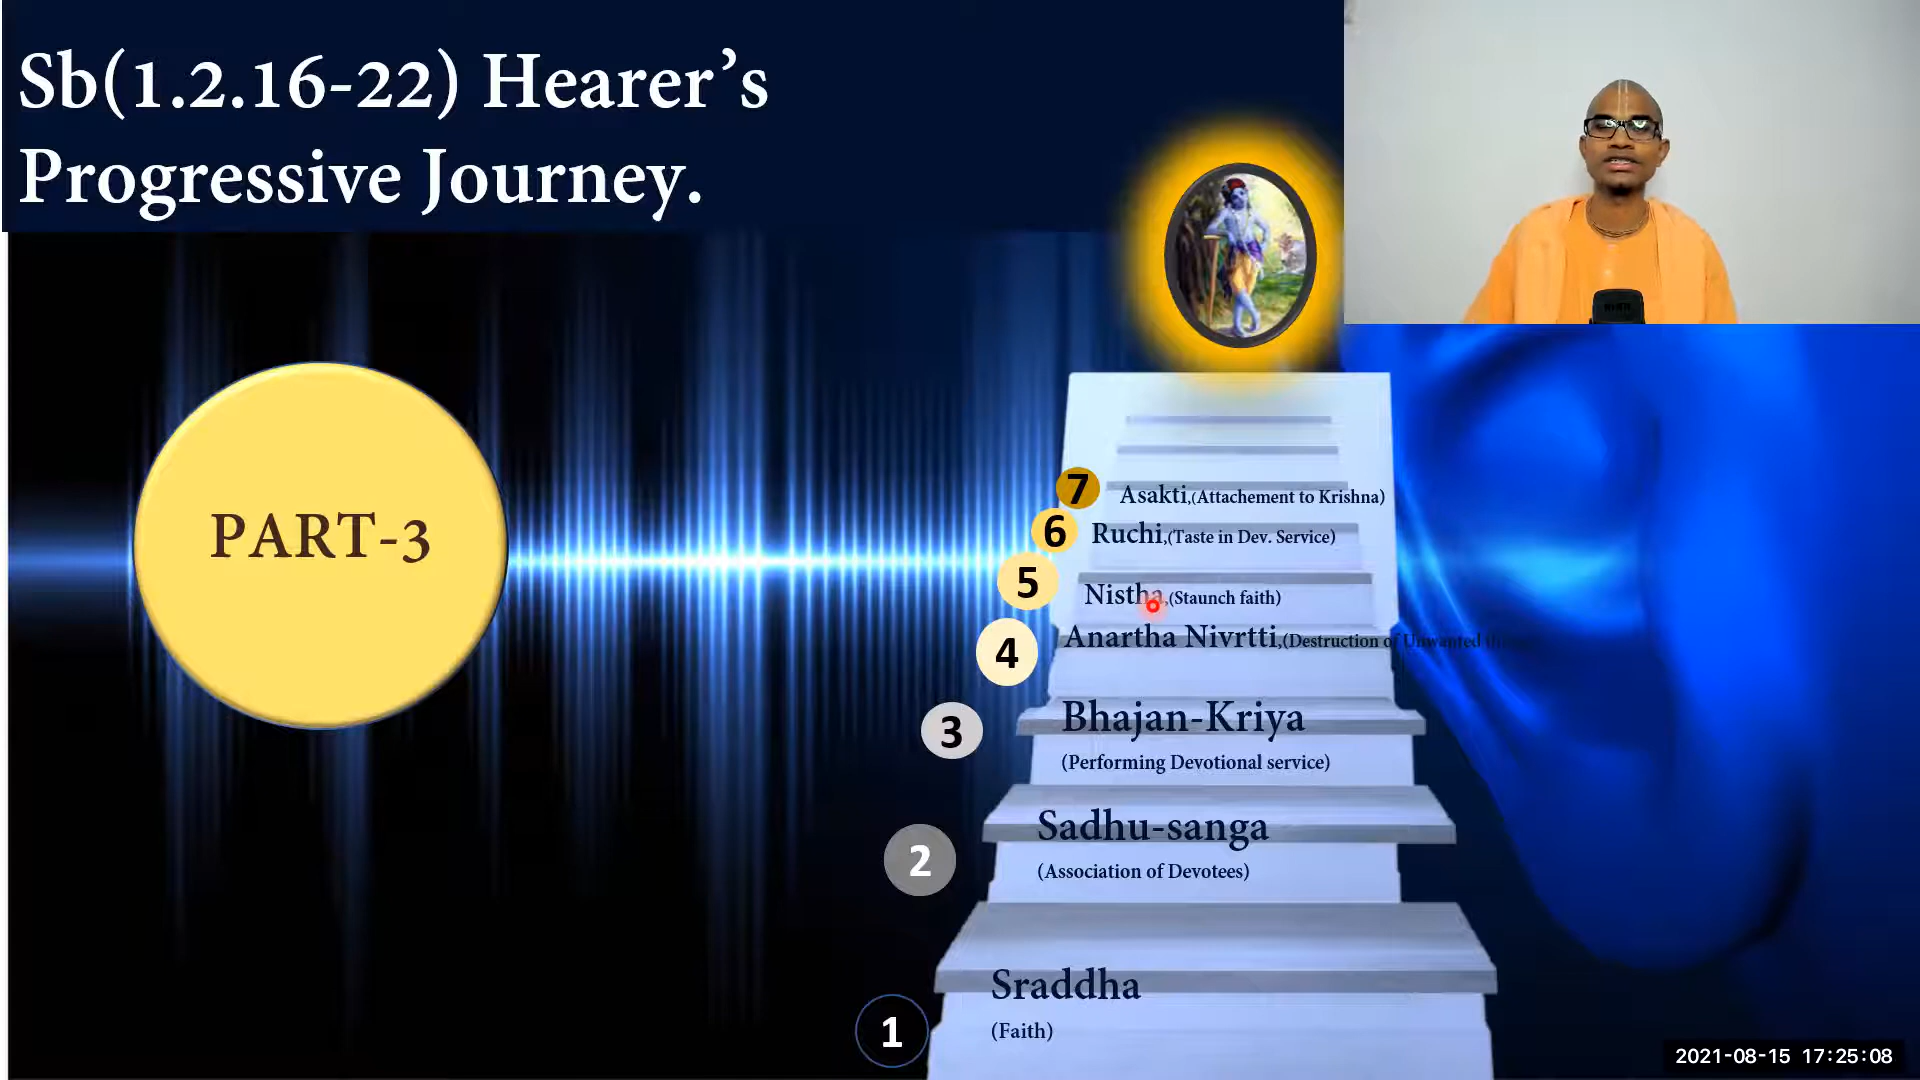 Sb(1.2.16-22) Hearer’s
Progressive Journey.
PART-3
7 Asakti,(Attachement to Krishna)
6 Ruchi,(Taste in Dev. Service)
5 Nistha,(Staunch faith)
4 Anartha Nivrtti,(Destruction of Unwanted
3 Bhajan-Kriya
(Performing Devotional service)
2 Sadhu-sanga
(Association of Devotees)
Sraddha
1 (Faith)
2021-08-15 17:25:08